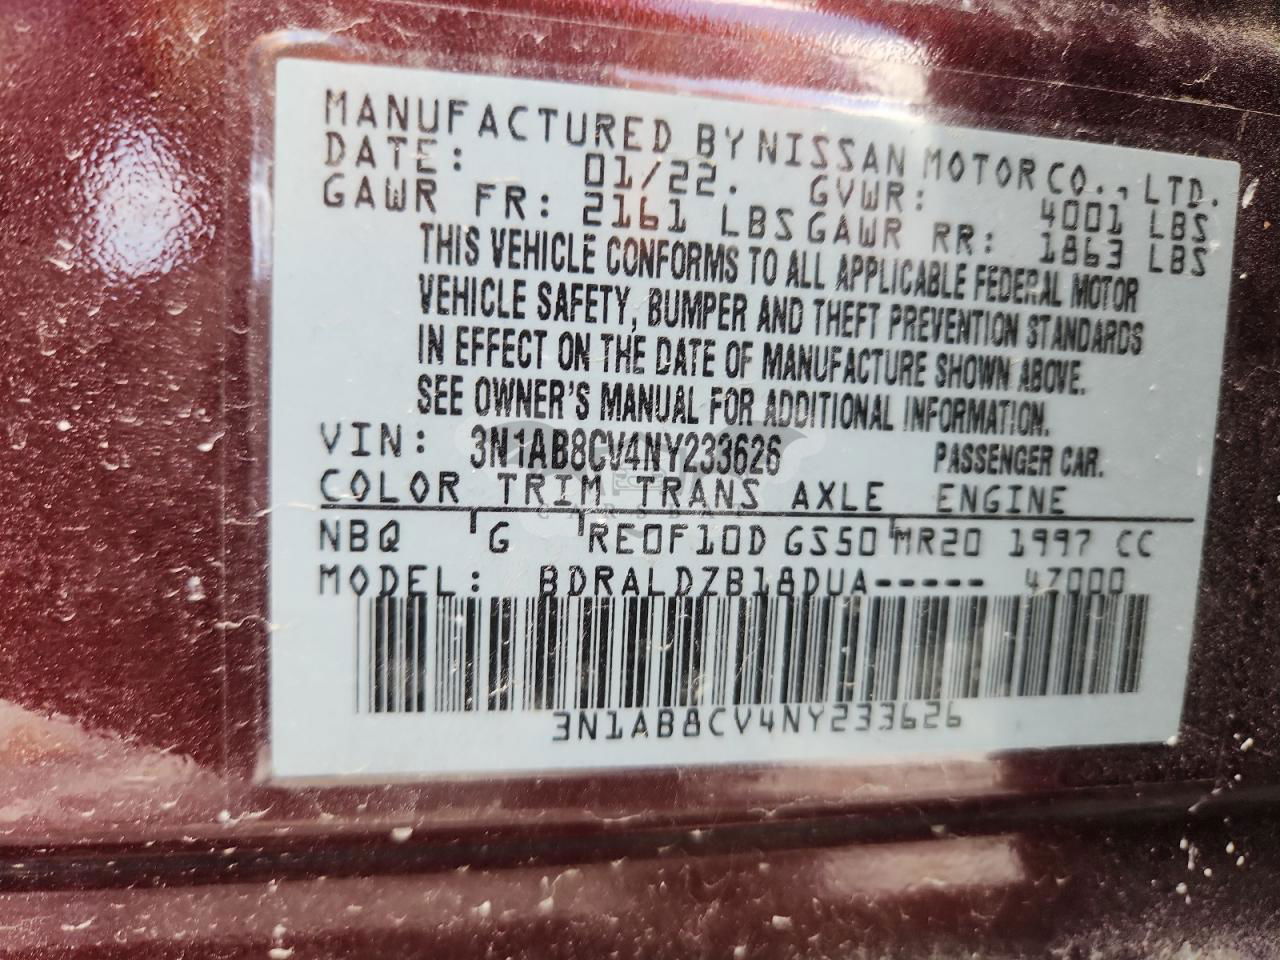 MANUFACTURED BY NISSAN MOTOR CO., LTD.
DATE: 01/22. GVWR: 4001 LBS
GAWR FR: 2161 LBS GAWR RR: 1863 LBS
THIS VEHICLE CONFORMS TO ALL APPLICABLE FEDERAL MOTOR
VEHICLE SAFETY, BUMPER AND THEFT PREVENTION STANDARDS
IN EFFECT ON THE DATE OF MANUFACTURE SHOWN ABOVE.
SEE OWNER'S MANUAL FOR ADDITIONAL INFORMATION.
VIN: 3N1AB8CV4NY233626 PASSENGER CAR.
COLOR TRIM TRANS AXLE ENGINE
NBQ G RE0F10D GS50 MR20 1997 CC
MODEL: BDRALDZB18DUA----- 47000
3N1AB8CV4NY233626